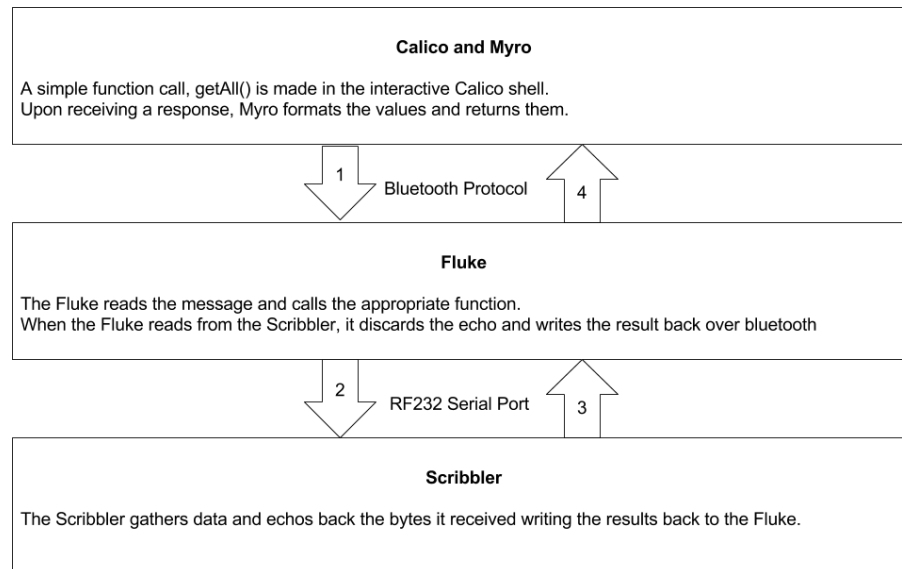 Calico and Myro
A simple function call, getAll() is made in the interactive Calico shell.
Upon receiving a response, Myro formats the values and returns them.
1
Bluetooth Protocol
4
Fluke
The Fluke reads the message and calls the appropriate function.
When the Fluke reads from the Scribbler, it discards the echo and writes the result back over bluetooth
2
RF232 Serial Port
3
Scribbler
The Scribbler gathers data and echos back the bytes it received writing the results back to the Fluke.